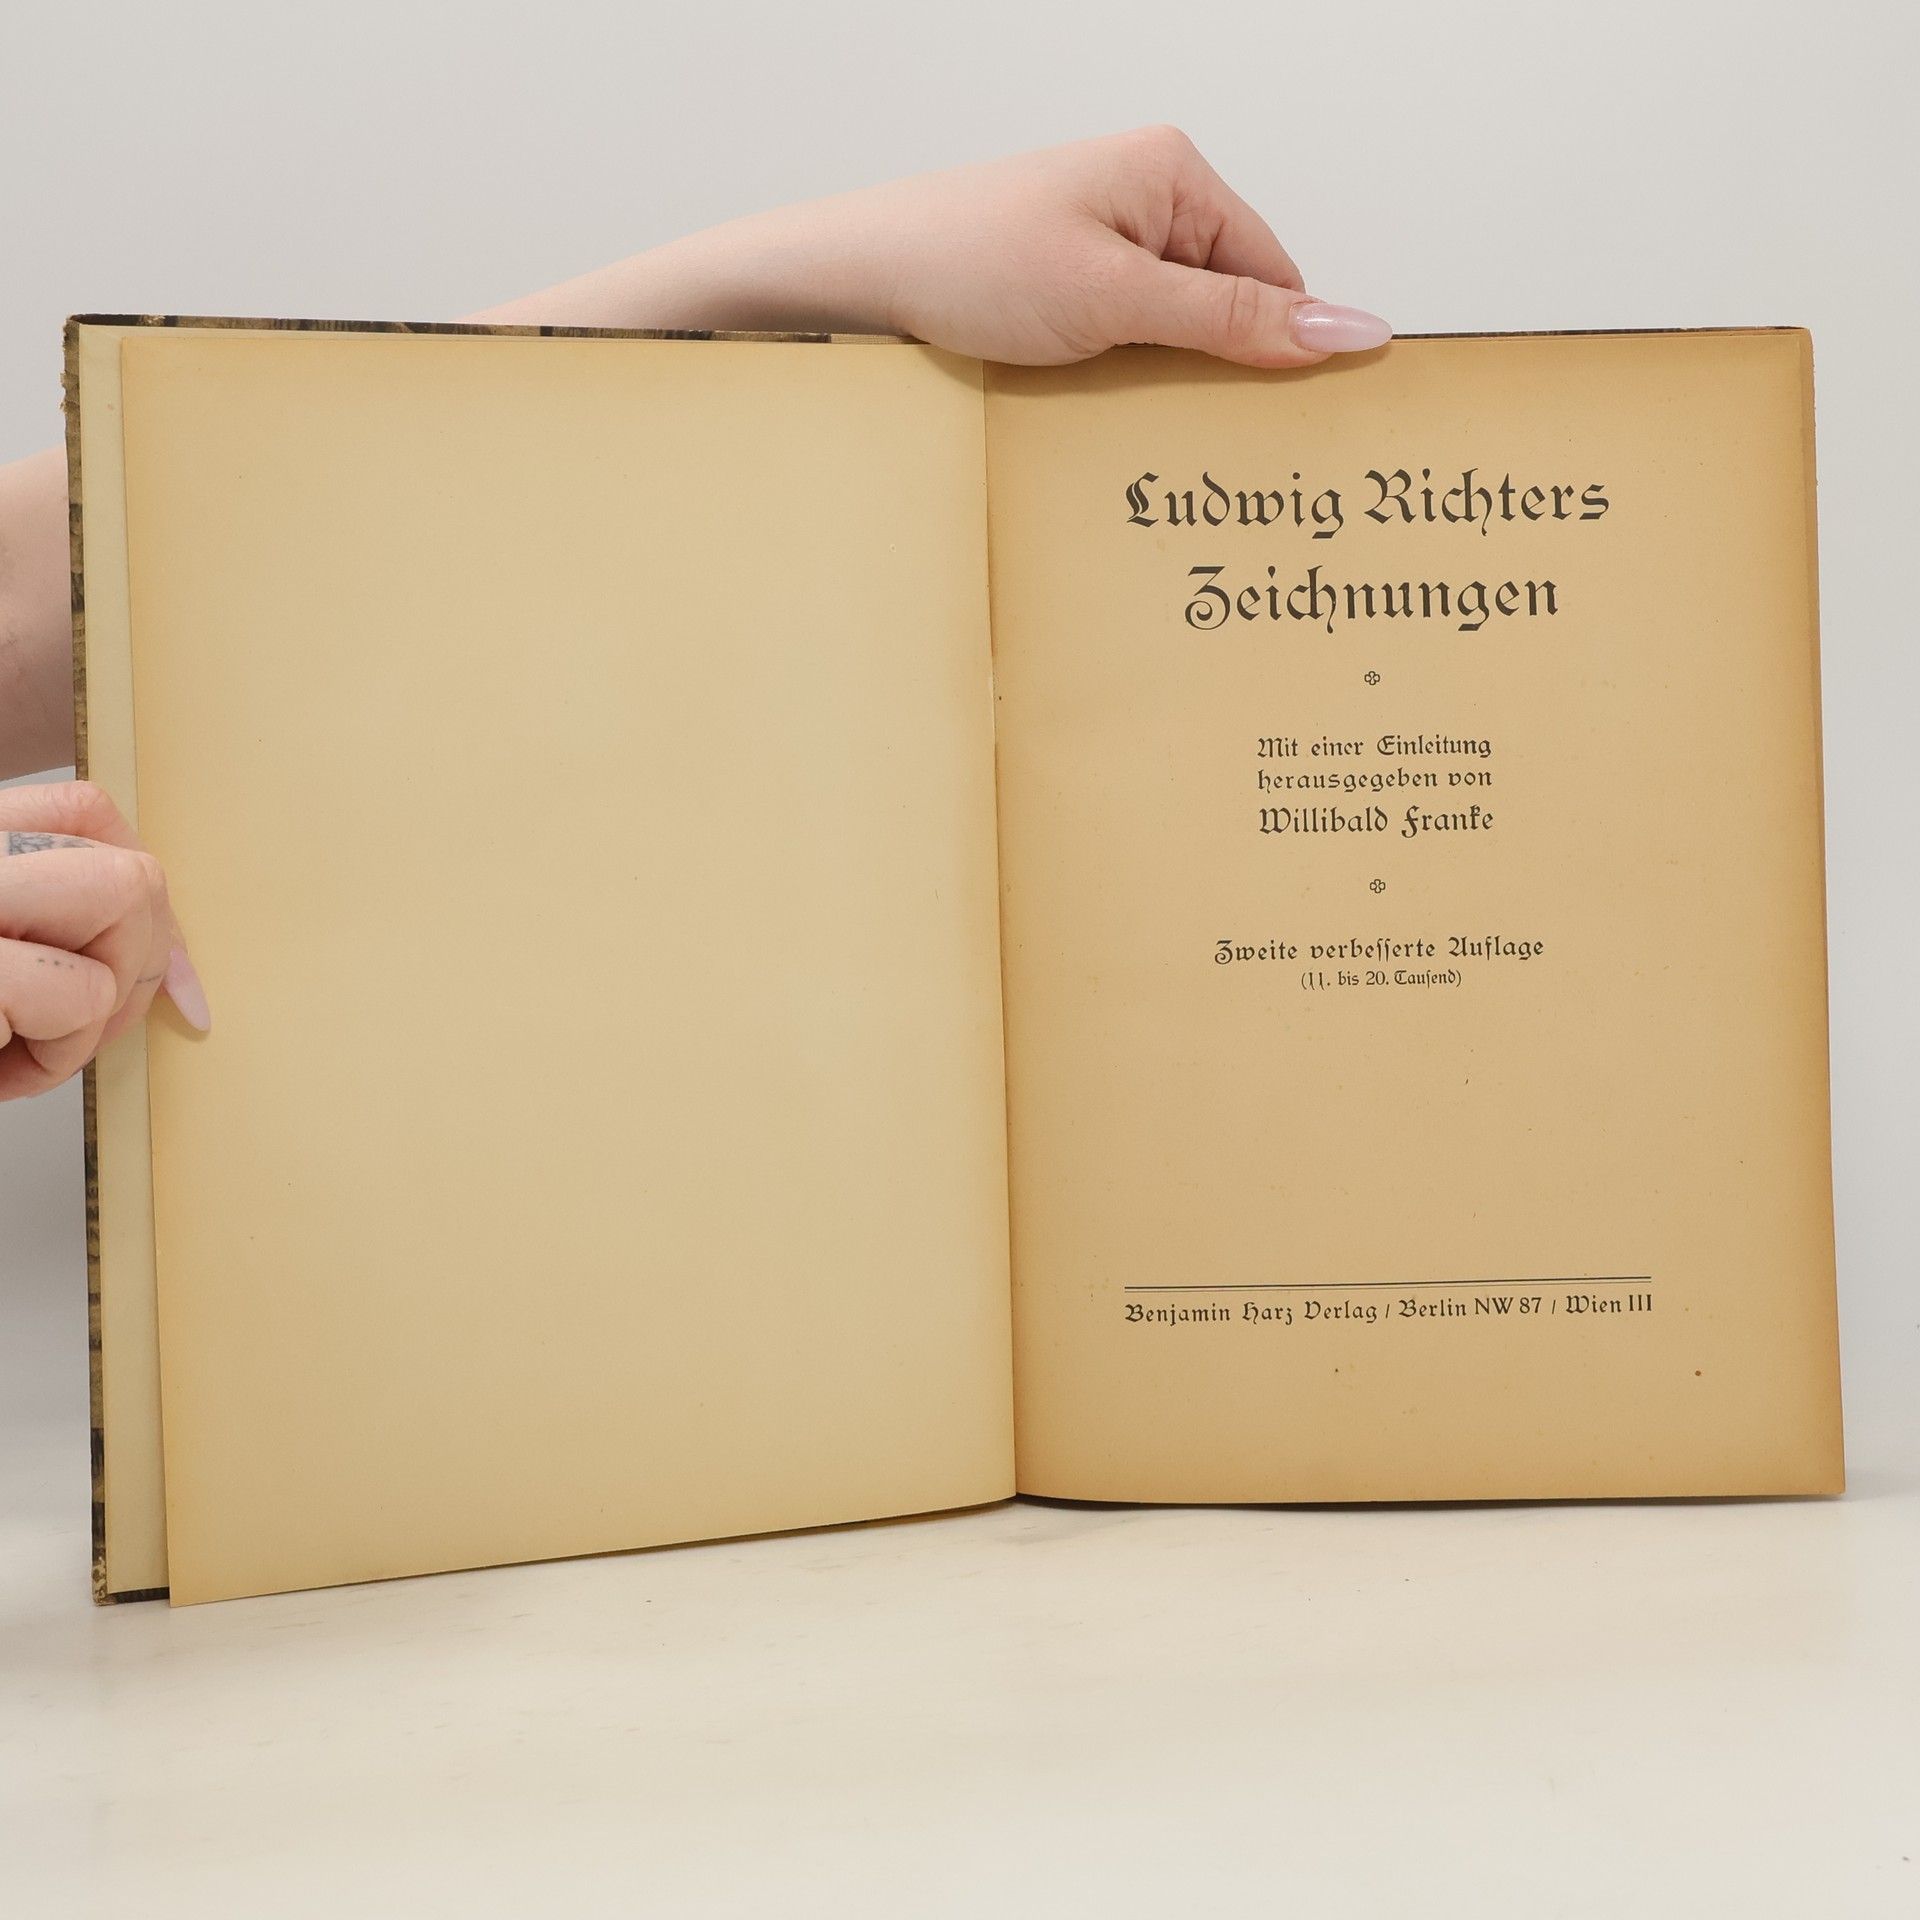 Ludwig Richters
Zeichnungen
Mit einer Einleitung
herausgegeben von
Willibald Franke
Zweite verbeſſerte Auflage
(11. bis 20. Tauſend)
Benjamin Harz Verlag / Berlin NW 87 / Wien III